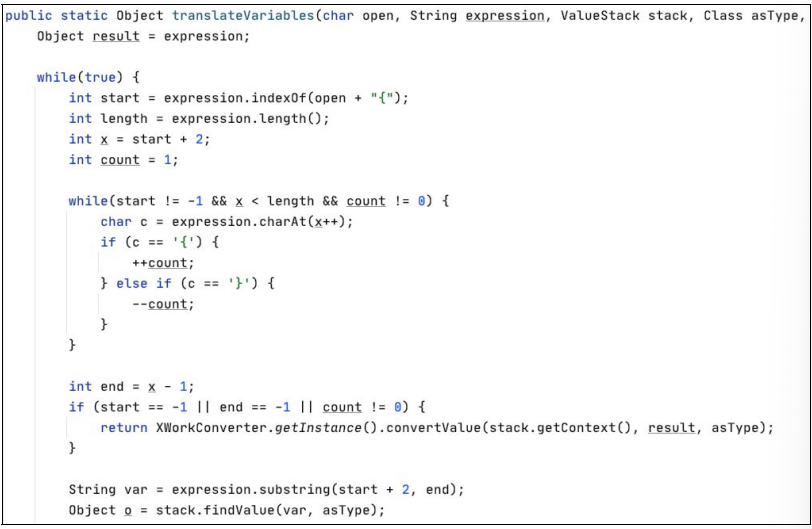 public static Object translateVariables(char open, String expression, ValueStack stack, Class asType,
    Object result = expression;
    while(true) {
        int start = expression.indexOf(open + "{");
        int length = expression.length();
        int x = start + 2;
        int count = 1;
        while(start != -1 && x < length && count != 0) {
            char c = expression.charAt(x++);
            if (c == '{') {
                ++count;
            } else if (c == '}') {
                --count;
            }
        }
        int end = x - 1;
        if (start == -1 || end == -1 || count != 0) {
            return XWorkConverter.getInstance().convertValue(stack.getContext(), result, asType);
        }
        String var = expression.substring(start + 2, end);
        Object o = stack.findValue(var, asType);